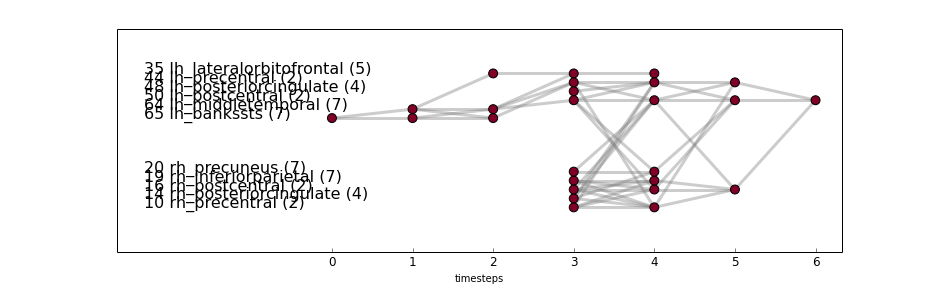 35 lh_lateralorbitofrontal (5)
44 lh_precentral (2)
48 lh_posteriorcingulate (4)
50 lh_postcentral (2)
64 lh_middletemporal (7)
65 lh_bankssts (7)
20 rh_precuneus (7)
19 rh_inferiorparietal (7)
16 rh_postcentral (2)
14 rh_posteriorcingulate (4)
10 rh_precentral (2)
0 1 2 3 4 5 6
timesteps